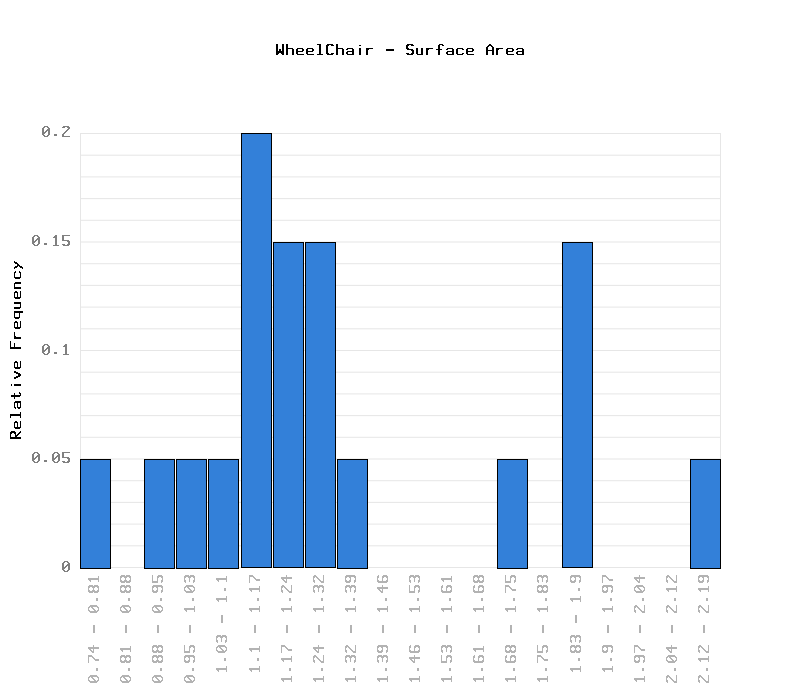 WheelChair - Surface Area
Relative Frequency
0.2
0.15
0.1
0.05
0
0.74 - 0.81
0.81 - 0.88
0.88 - 0.95
0.95 - 1.03
1.03 - 1.1
1.1 - 1.17
1.17 - 1.24
1.24 - 1.32
1.32 - 1.39
1.39 - 1.46
1.46 - 1.53
1.53 - 1.61
1.61 - 1.68
1.68 - 1.75
1.75 - 1.83
1.83 - 1.9
1.9 - 1.97
1.97 - 2.04
2.04 - 2.12
2.12 - 2.19